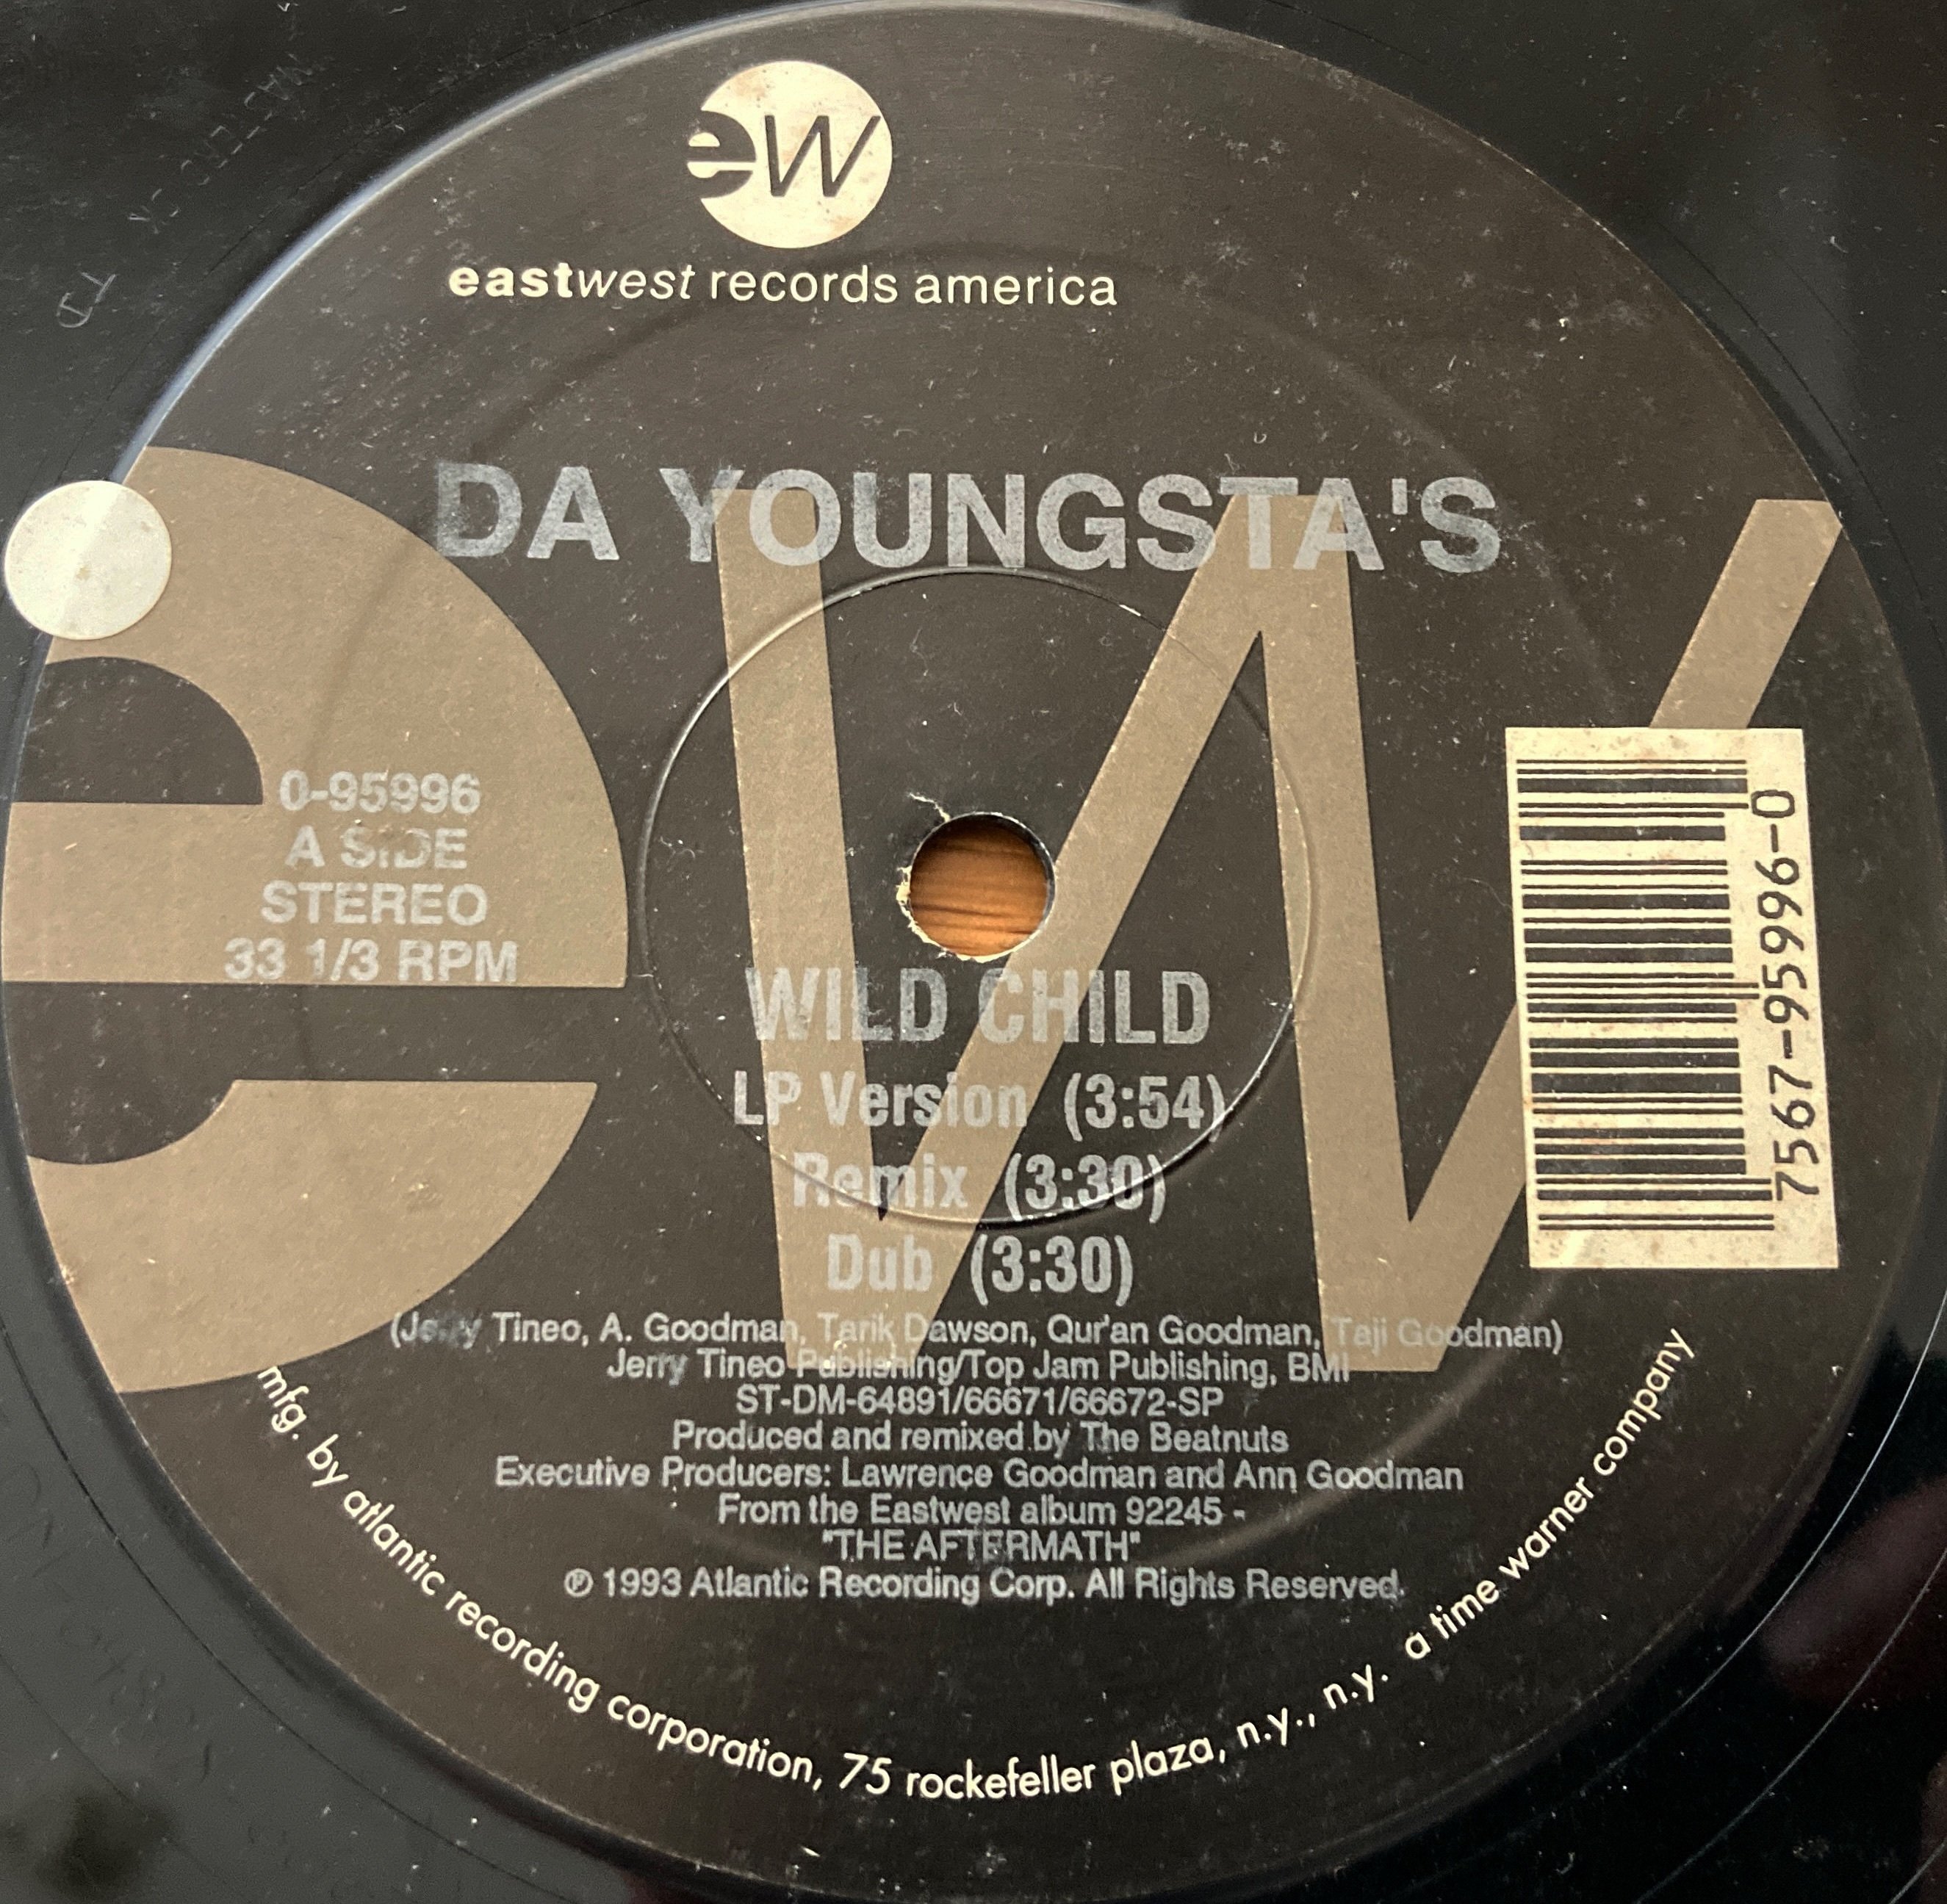 ew
eastwest records america
DA YOUNGSTA'S
0-95996
A SIDE
STEREO
33 1/3 RPM
7567-95996-0
WILD CHILD
LP Version (3:54)
Remix (3:30)
Dub (3:30)
(Jerry Tineo, A. Goodman, Tarik Dawson, Qur'an Goodman, Taji Goodman)
Jerry Tineo Publishing/Top Jam Publishing, BMI
ST-DM-64891/66671/66672-SP
Produced and remixed by The Beatnuts
Executive Producers: Lawrence Goodman and Ann Goodman
From the Eastwest album 92245 -
"THE AFTERMATH"
℗ 1993 Atlantic Recording Corp. All Rights Reserved.
mfg. by atlantic recording corporation, 75 rockefeller plaza, n.y., n.y. a time warner company
ew